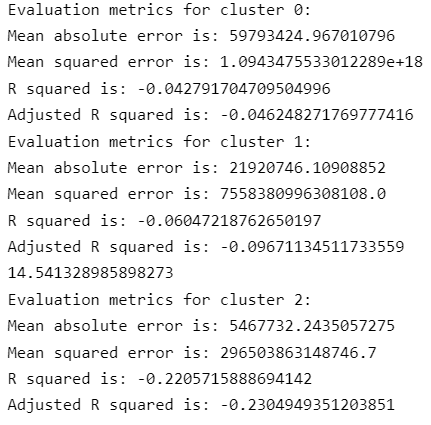 Evaluation metrics for cluster 0:
Mean absolute error is: 59793424.967010796
Mean squared error is: 1.0943475533012289e+18
R squared is: -0.042791704709504996
Adjusted R squared is: -0.046248271769777416
Evaluation metrics for cluster 1:
Mean absolute error is: 21920746.10908852
Mean squared error is: 7558380996308108.0
R squared is: -0.06047218762650197
Adjusted R squared is: -0.09671134511733559
14.541328985898273
Evaluation metrics for cluster 2:
Mean absolute error is: 5467732.2435057275
Mean squared error is: 296503863148746.7
R squared is: -0.2205715888694142
Adjusted R squared is: -0.2304949351203851